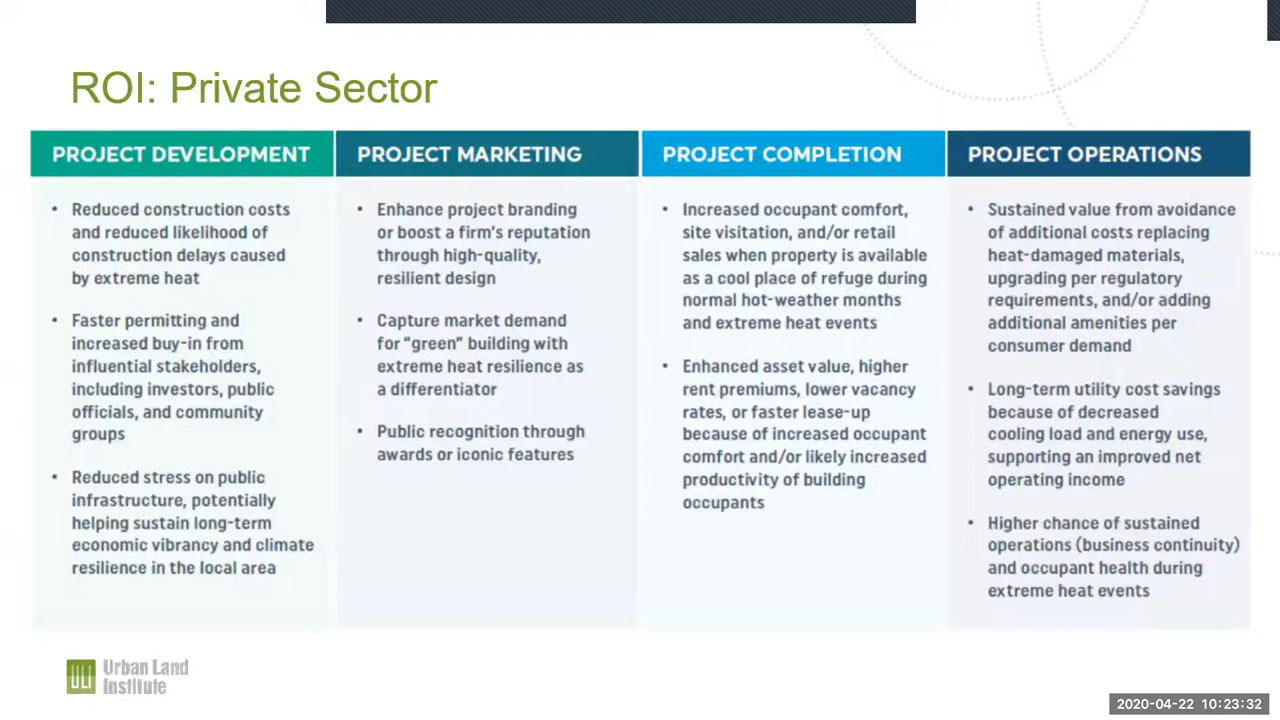 ROI: Private Sector
PROJECT DEVELOPMENT
• Reduced construction costs
and reduced likelihood of
construction delays caused
by extreme heat
• Faster permitting and
increased buy-in from
influential stakeholders,
including investors, public
officials, and community
groups
• Reduced stress on public
infrastructure, potentially
helping sustain long-term
economic vibrancy and climate
resilience in the local area
PROJECT MARKETING
• Enhance project branding
or boost a firm's reputation
through high-quality,
resilient design
• Capture market demand
for "green" building with
extreme heat resilience as
a differentiator
• Public recognition through
awards or iconic features
PROJECT COMPLETION
• Increased occupant comfort,
site visitation, and/or retail
sales when property is available
as a cool place of refuge during
normal hot-weather months
and extreme heat events
• Enhanced asset value, higher
rent premiums, lower vacancy
rates, or faster lease-up
because of increased occupant
comfort and/or likely increased
productivity of building
occupants
PROJECT OPERATIONS
• Sustained value from avoidance
of additional costs replacing
heat-damaged materials,
upgrading per regulatory
requirements, and/or adding
additional amenities per
consumer demand
• Long-term utility cost savings
because of decreased
cooling load and energy use,
supporting an improved net
operating income
• Higher chance of sustained
operations (business continuity)
and occupant health during
extreme heat events
ULI
Urban Land
Institute
2020-04-22 10:23:32